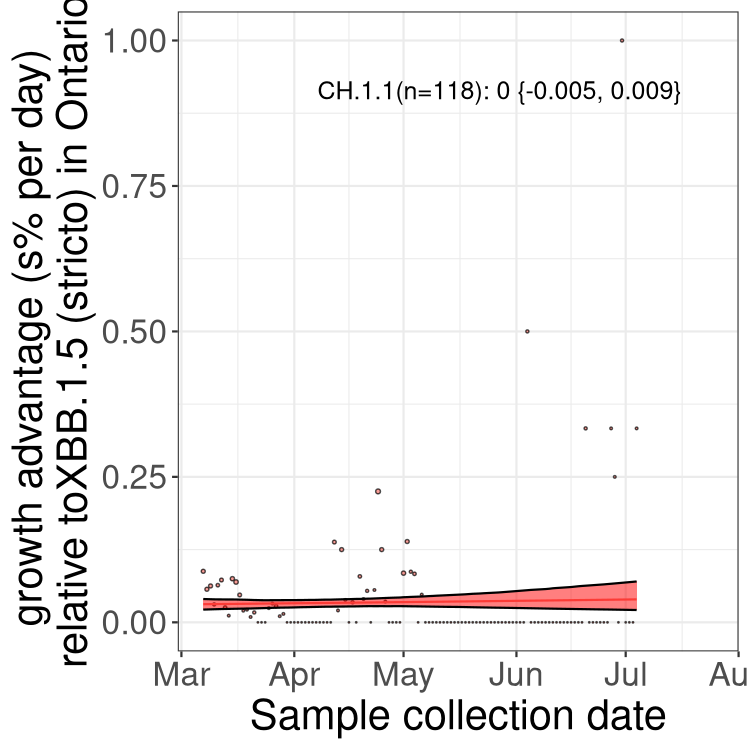 growth advantage (s% per day)
relative toXBB.1.5 (stricto) in Ontario
1.00
0.75
0.50
0.25
0.00
CH.1.1(n=118): 0 {-0.005, 0.009}
Mar Apr May Jun Jul Au
Sample collection date